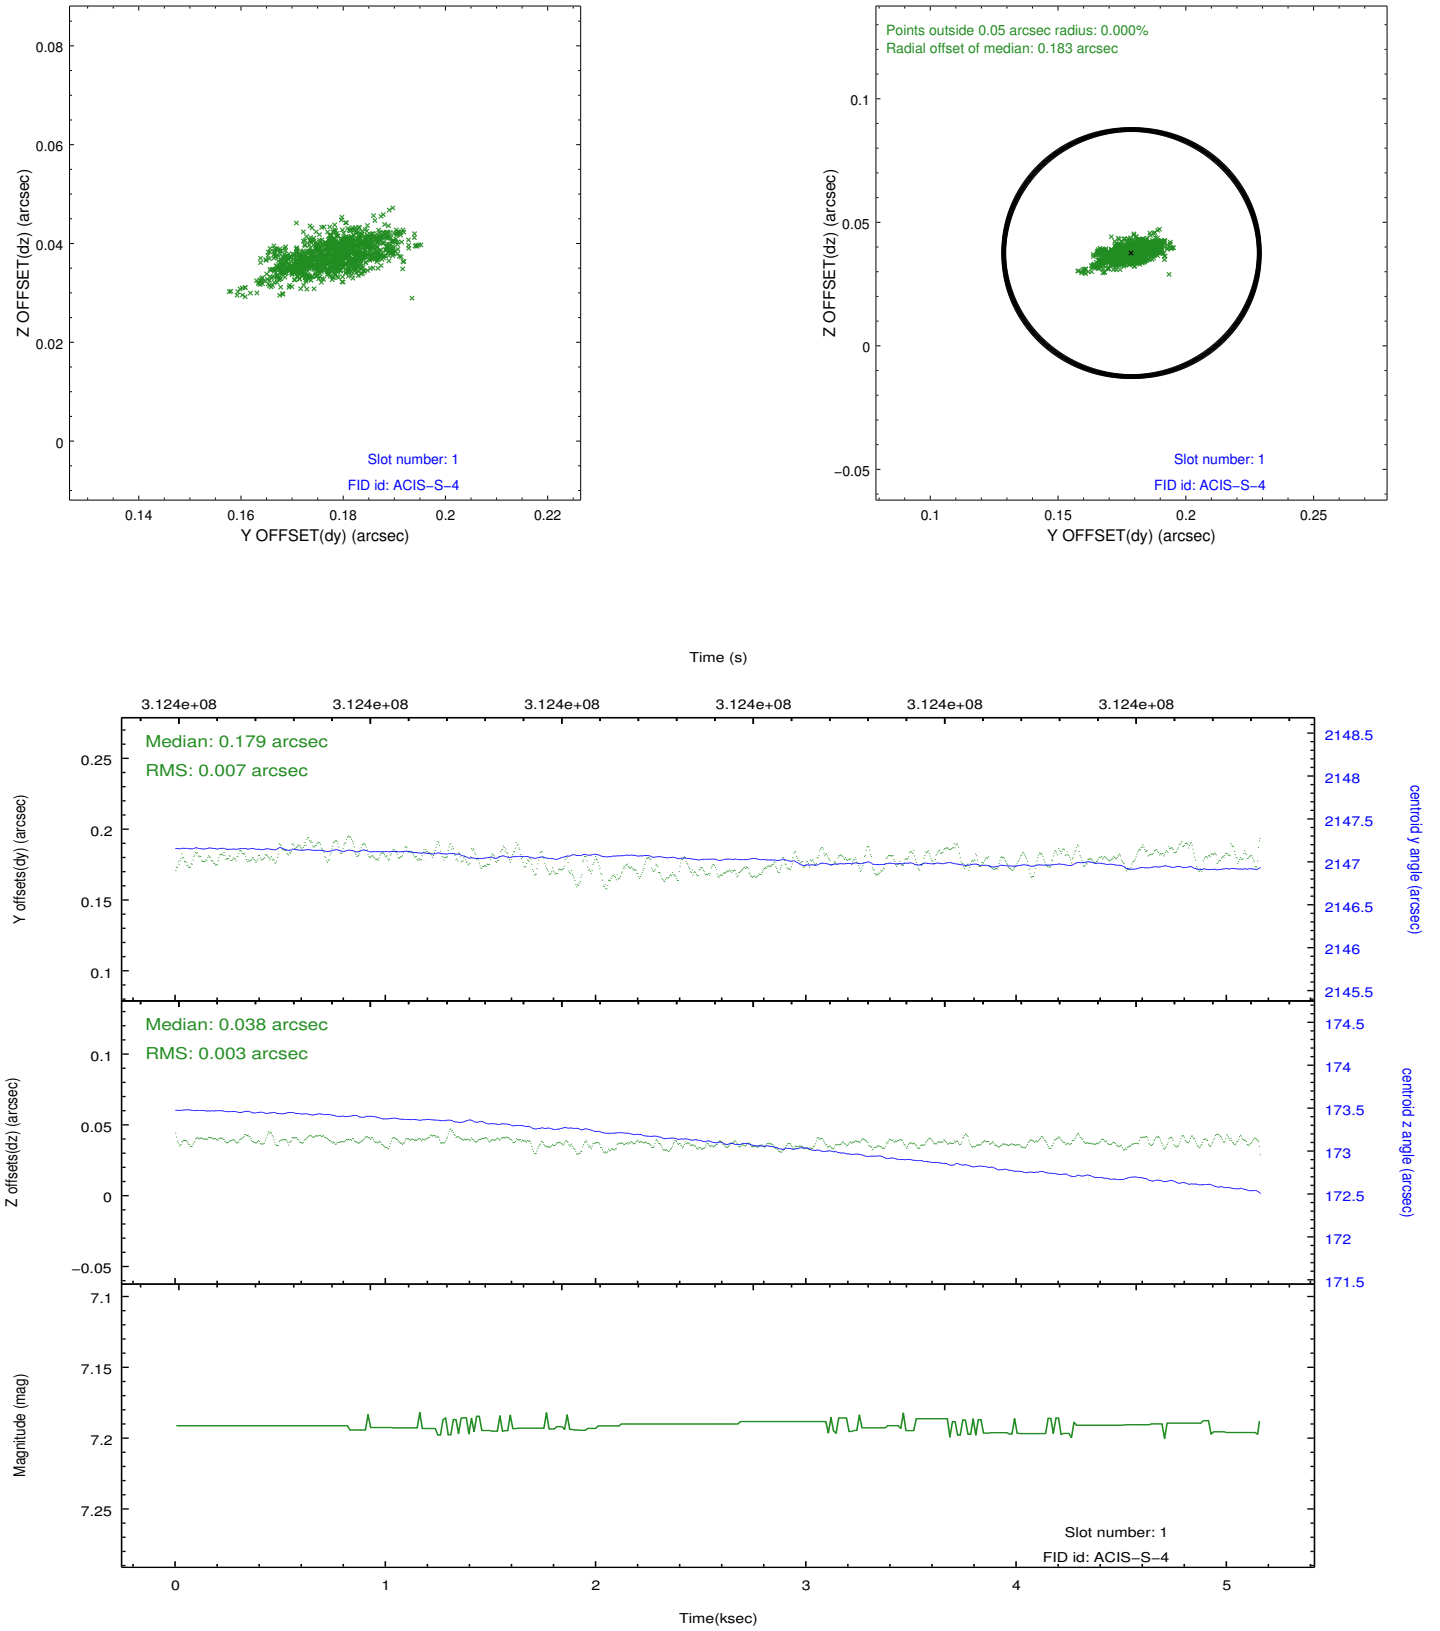 0.08
0.06
0.04
0.02
0
Z OFFSET(dz) (arcsec)
Slot number: 1
FID id: ACIS−S−4
0.14 0.16 0.18 0.2 0.22
Y OFFSET(dy) (arcsec)
Points outside 0.05 arcsec radius: 0.000%
Radial offset of median: 0.183 arcsec
0.1
0.05
0
−0.05
Z OFFSET(dz) (arcsec)
Slot number: 1
FID id: ACIS−S−4
0.1 0.15 0.2 0.25
Y OFFSET(dy) (arcsec)
Time (s)
3.124e+08 3.124e+08 3.124e+08 3.124e+08 3.124e+08 3.124e+08
Median: 0.179 arcsec
RMS: 0.007 arcsec
0.25
0.2
0.15
0.1
Y offsets(dy) (arcsec)
2148.5
2148
2147.5
2147
2146.5
2146
2145.5
centroid y angle (arcsec)
Median: 0.038 arcsec
RMS: 0.003 arcsec
0.1
0.05
0
−0.05
Z offsets(dz) (arcsec)
174.5
174
173.5
173
172.5
172
171.5
centroid z angle (arcsec)
7.1
7.15
7.2
7.25
Magnitude (mag)
Slot number: 1
FID id: ACIS−S−4
0 1 2 3 4 5
Time(ksec)